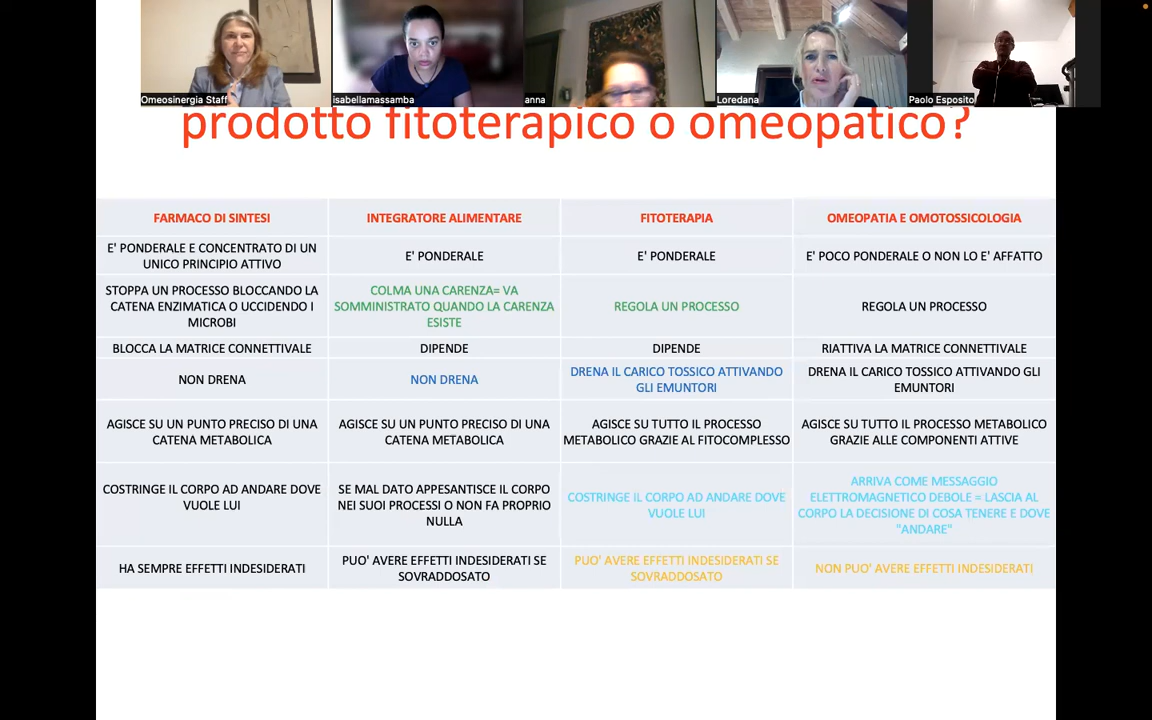 Omeosinergia Staff
isabellamassamba
anna
Loredana
Paolo Esposito
prodotto fitoterapico o omeopatico?
FARMACO DI SINTESI
INTEGRATORE ALIMENTARE
FITOTERAPIA
OMEOPATIA E OMOTOSSICOLOGIA
E' PONDERALE E CONCENTRATO DI UN
UNICO PRINCIPIO ATTIVO
E' PONDERALE
E' PONDERALE
E' POCO PONDERALE O NON LO E' AFFATTO
STOPPA UN PROCESSO BLOCCANDO LA
CATENA ENZIMATICA O UCCIDENDO I
MICROBI
COLMA UNA CARENZA= VA
SOMMINISTRATO QUANDO LA CARENZA
ESISTE
REGOLA UN PROCESSO
REGOLA UN PROCESSO
BLOCCA LA MATRICE CONNETTIVALE
DIPENDE
DIPENDE
RIATTIVA LA MATRICE CONNETTIVALE
NON DRENA
NON DRENA
DRENA IL CARICO TOSSICO ATTIVANDO
GLI EMUNTORI
DRENA IL CARICO TOSSICO ATTIVANDO GLI
EMUNTORI
AGISCE SU UN PUNTO PRECISO DI UNA
CATENA METABOLICA
AGISCE SU UN PUNTO PRECISO DI UNA
CATENA METABOLICA
AGISCE SU TUTTO IL PROCESSO
METABOLICO GRAZIE AL FITOCOMPLESSO
AGISCE SU TUTTO IL PROCESSO METABOLICO
GRAZIE ALLE COMPONENTI ATTIVE
COSTRINGE IL CORPO AD ANDARE DOVE
VUOLE LUI
SE MAL DATO APPESANTISCE IL CORPO
NEI SUOI PROCESSI O NON FA PROPRIO
NULLA
COSTRINGE IL CORPO AD ANDARE DOVE
VUOLE LUI
ARRIVA COME MESSAGGIO
ELETTROMAGNETICO DEBOLE = LASCIA AL
CORPO LA DECISIONE DI COSA TENERE E DOVE
"ANDARE"
HA SEMPRE EFFETTI INDESIDERATI
PUO' AVERE EFFETTI INDESIDERATI SE
SOVRADDOSATO
PUO' AVERE EFFETTI INDESIDERATI SE
SOVRADDOSATO
NON PUO' AVERE EFFETTI INDESIDERATI